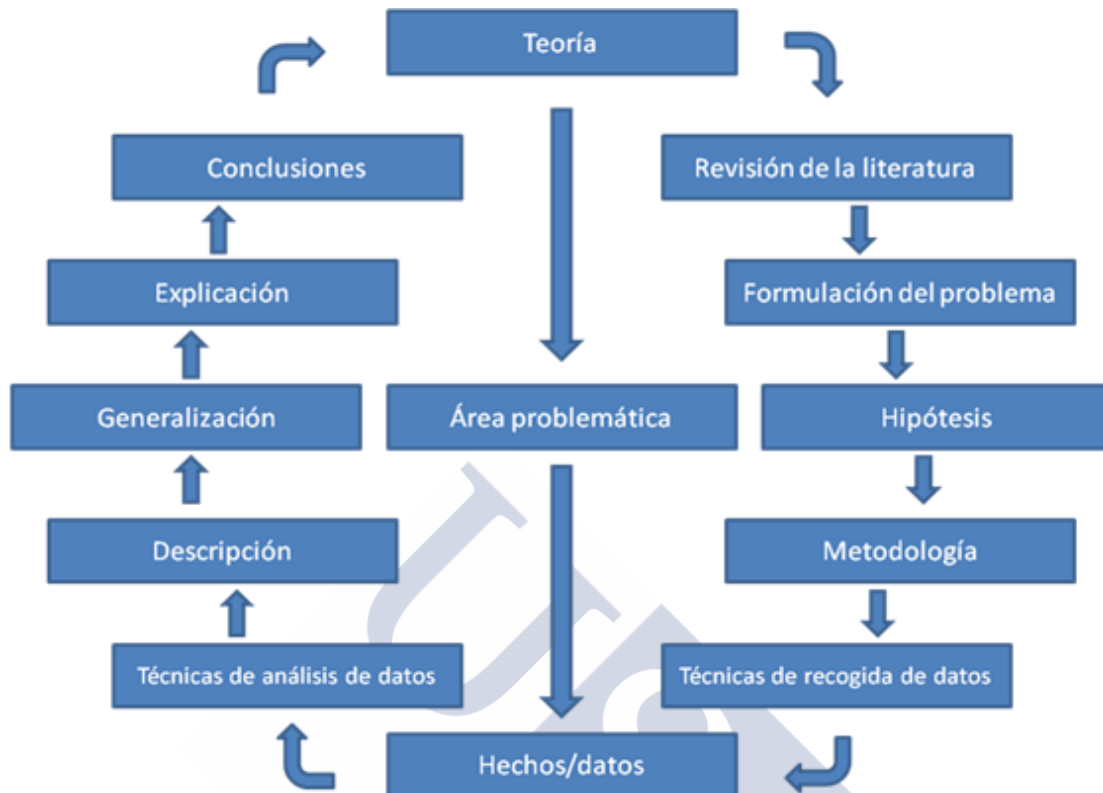 Teoría
Conclusiones
Revisión de la literatura
Explicación
Formulación del problema
Generalización
Área problemática
Hipótesis
Descripción
Metodología
Técnicas de análisis de datos
Técnicas de recogida de datos
Hechos/datos